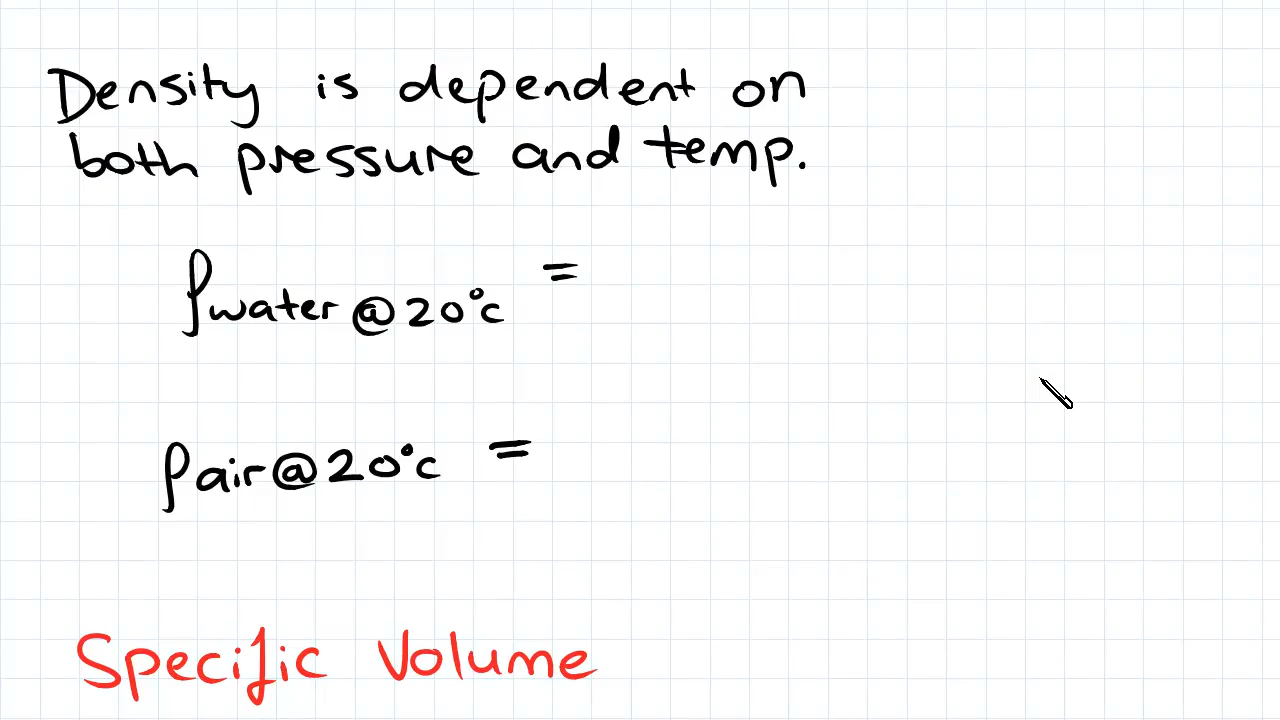 Density is dependent on
both pressure and temp.
ρwater@20°c =
ρair@20°c =
Specific Volume